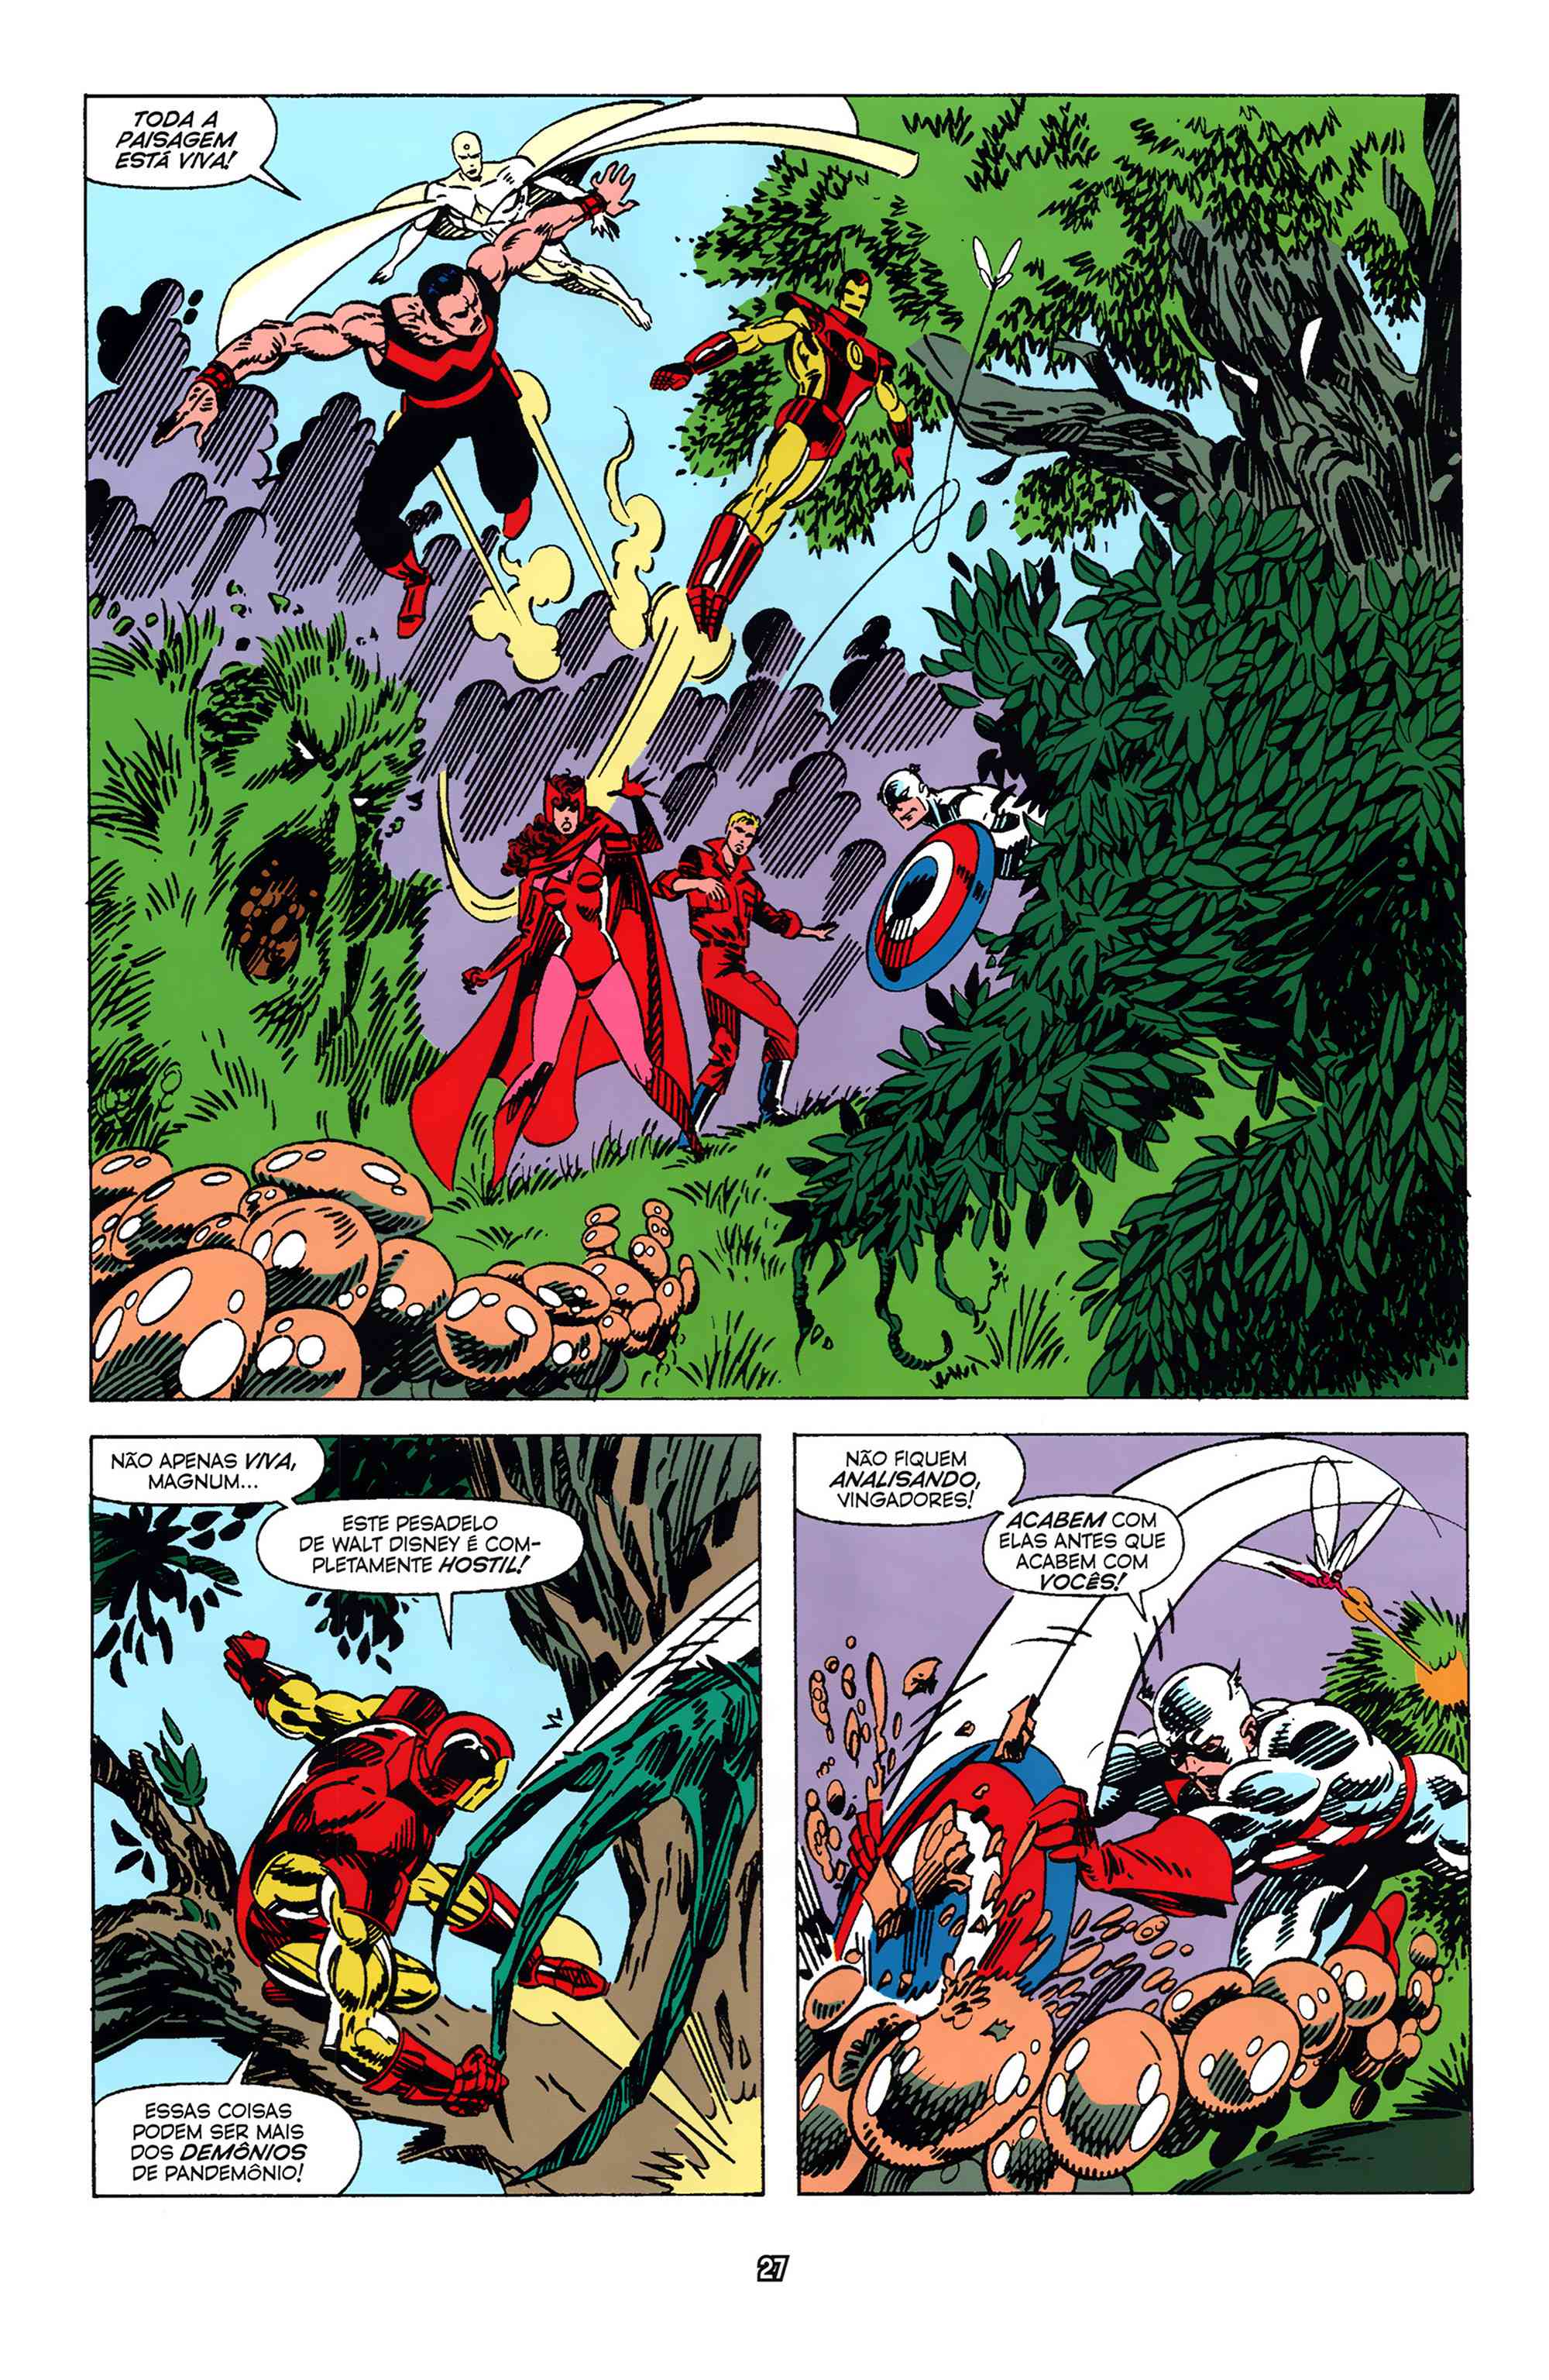 TODA A
PAISAGEM
ESTÁ VIVA!
NÃO APENAS VIVA,
MAGNUM...
ESTE PESADELO
DE WALT DISNEY É COM-
PLETAMENTE HOSTIL!
ESSAS COISAS
PODEM SER MAIS
DOS DEMÔNIOS
DE PANDEMÔNIO!
NÃO FIQUEM
ANALISANDO,
VINGADORES!
ACABEM COM
ELAS ANTES QUE
ACABEM COM
VOCÊS!
27